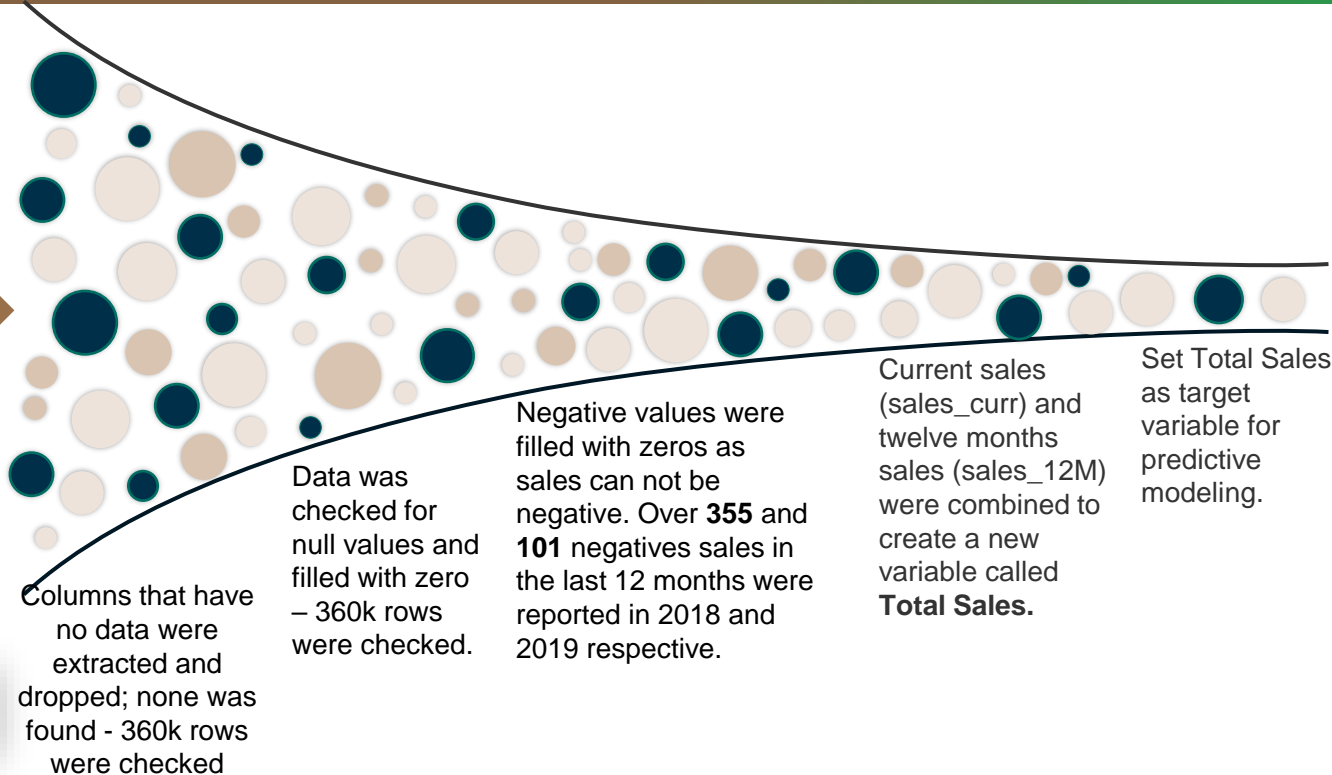 Columns that have
no data were
extracted and
dropped; none was
found - 360k rows
were checked
Data was
checked for
null values and
filled with zero
– 360k rows
were checked.
Negative values were
filled with zeros as
sales can not be
negative. Over 355 and
101 negatives sales in
the last 12 months were
reported in 2018 and
2019 respective.
Current sales
(sales_curr) and
twelve months
sales (sales_12M)
were combined to
create a new
variable called
Total Sales.
Set Total Sales
as target
variable for
predictive
modeling.